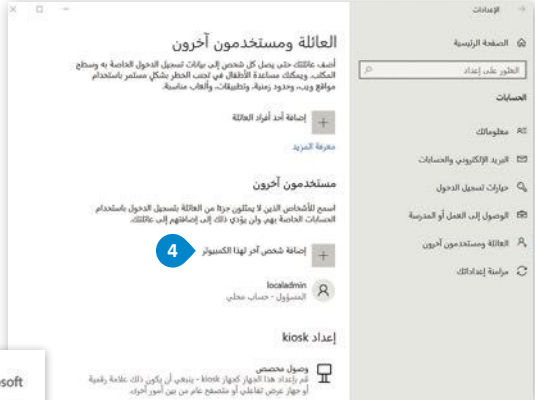 الإعدادات
الصفحة الرئيسية
العثور على إعداد
الحسابات
معلوماتك
البريد الإلكتروني والحسابات
خيارات تسجيل الدخول
الوصول إلى العمل أو المدرسة
العائلة ومستخدمون آخرون
مزامنة إعداداتك
العائلة ومستخدمون آخرون
أضف عائلتك حتى يصل كل شخص إلى بيانات تسجيل الدخول الخاصة به وسطح
المكتب. ويمكنك مساعدة الأطفال في تجنب الخطر بشكل مستمر باستخدام
مواقع ويب، وحدود زمنية، وتطبيقات، وألعاب مناسبة.
إضافة أحد أفراد العائلة
معرفة المزيد
مستخدمون آخرون
اسمح للأشخاص الذين لا يمثلون جزءًا من العائلة بتسجيل الدخول باستخدام
الحسابات الخاصة بهم. ولن يؤدي ذلك إلى إضافتهم إلى عائلتك.
إضافة شخص آخر لهذا الكمبيوتر
4
localadmin
المسؤول - حساب محلي
إعداد kiosk
وصول مخصص
قم بإعداد هذا الجهاز كجهاز kiosk - ينبغي أن يكون ذلك علامة رقمية
أو جهاز عرض تفاعلي أو متصفح عام من بين أمور أخرى.
osoft